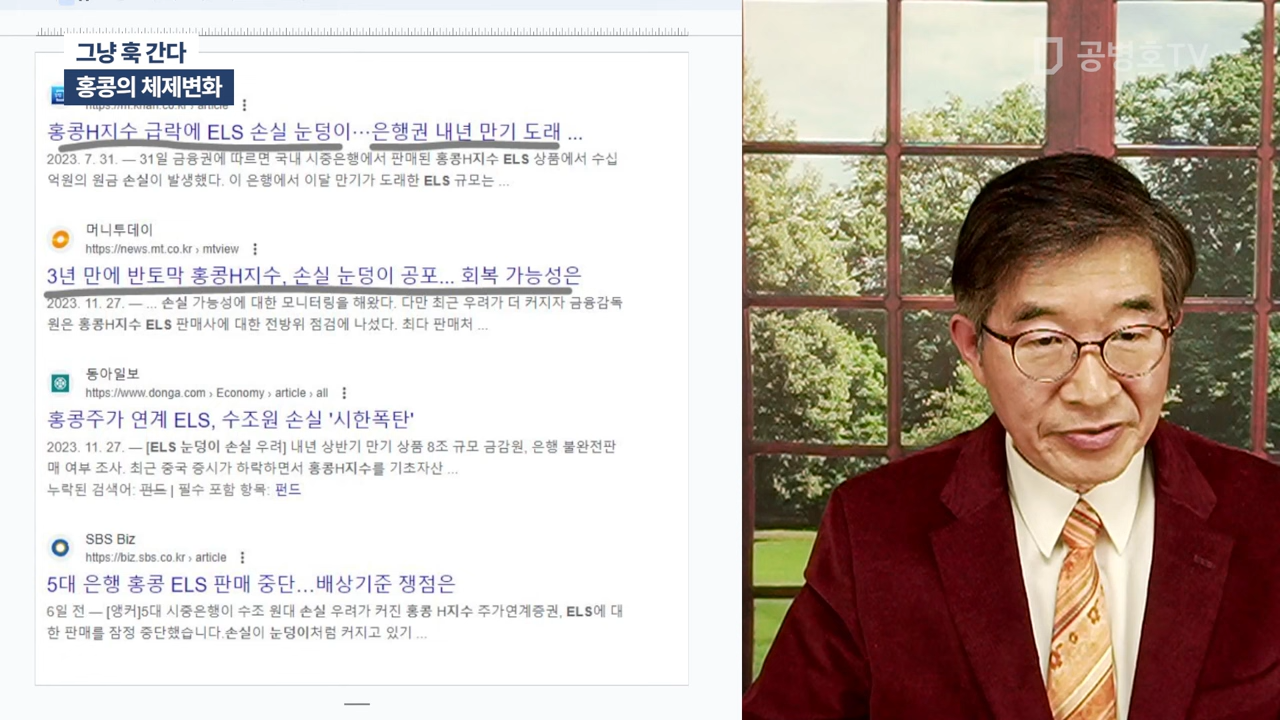 그냥 훅 간다
홍콩의 체제변화
https://m.khan.co.kr › article
홍콩H지수 급락에 ELS 손실 눈덩이…은행권 내년 만기 도래 ...
2023. 7. 31. — 31일 금융권에 따르면 국내 시중은행에서 판매된 홍콩H지수 ELS 상품에서 수십
억원의 원금 손실이 발생했다. 이 은행에서 이달 만기가 도래한 ELS 규모는 ...
머니투데이
https://news.mt.co.kr › mtview
3년 만에 반토막 홍콩H지수, 손실 눈덩이 공포... 회복 가능성은
2023. 11. 27. — ... 손실 가능성에 대한 모니터링을 해왔다. 다만 최근 우려가 더 커지자 금융감독
원은 홍콩H지수 ELS 판매사에 대한 전방위 점검에 나섰다. 최다 판매처 ...
동아일보
https://www.donga.com › Economy › article › all
홍콩주가 연계 ELS, 수조원 손실 '시한폭탄'
2023. 11. 27. — [ELS 눈덩이 손실 우려] 내년 상반기 만기 상품 8조 규모 금감원, 은행 불완전판
매 여부 조사. 최근 중국 증시가 하락하면서 홍콩H지수를 기초자산 ...
누락된 검색어: 펀드 | 필수 포함 항목: 펀드
SBS Biz
https://biz.sbs.co.kr › article
5대 은행 홍콩 ELS 판매 중단…배상기준 쟁점은
6일 전 — [앵커]5대 시중은행이 수조 원대 손실 우려가 커진 홍콩 H지수 주가연계증권, ELS에 대
한 판매를 잠정 중단했습니다.손실이 눈덩이처럼 커지고 있기 ...
공병호TV